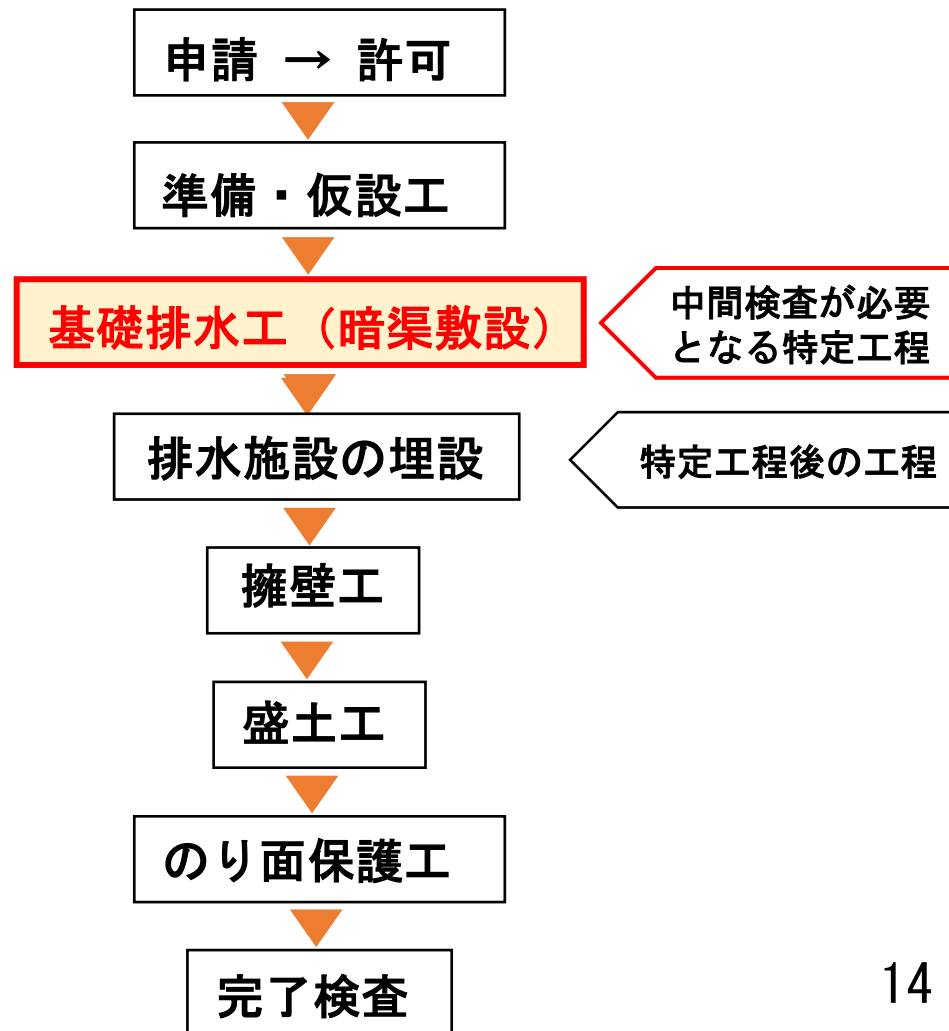 申請 → 許可
準備・仮設工
基礎排水工（暗渠敷設）
中間検査が必要
となる特定工程
排水施設の埋設
特定工程後の工程
擁壁工
盛土工
のり面保護工
完了検査
14